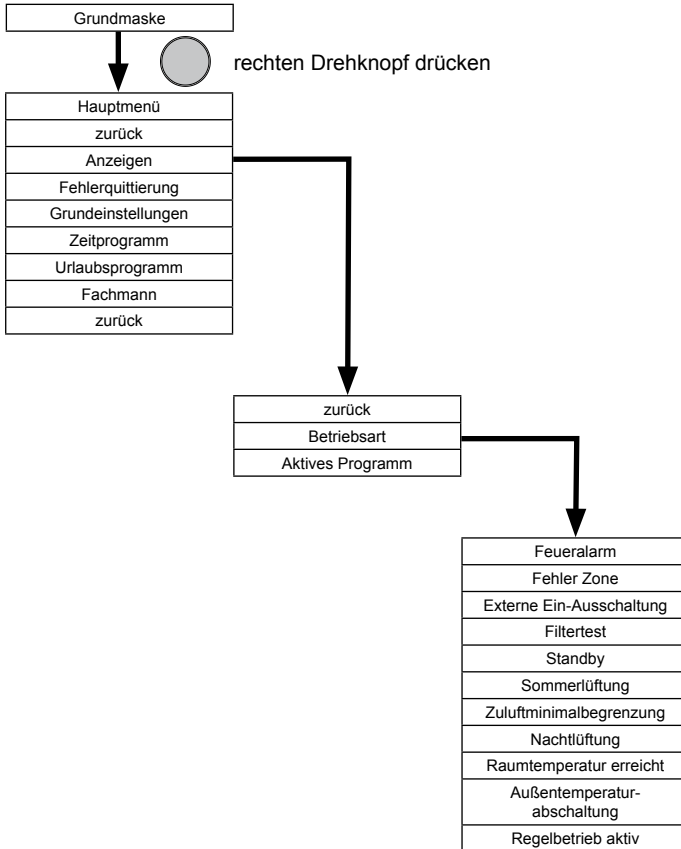 Grundmaske
rechten Drehknopf drücken
Hauptmenü
zurück
Anzeigen
Fehlerquittierung
Grundeinstellungen
Zeitprogramm
Urlaubsprogramm
Fachmann
zurück
zurück
Betriebsart
Aktives Programm
Feueralarm
Fehler Zone
Externe Ein-Ausschaltung
Filtertest
Standby
Sommerlüftung
Zuluftminimalbegrenzung
Nachtlüftung
Raumtemperatur erreicht
Außentemperatur-
abschaltung
Regelbetrieb aktiv